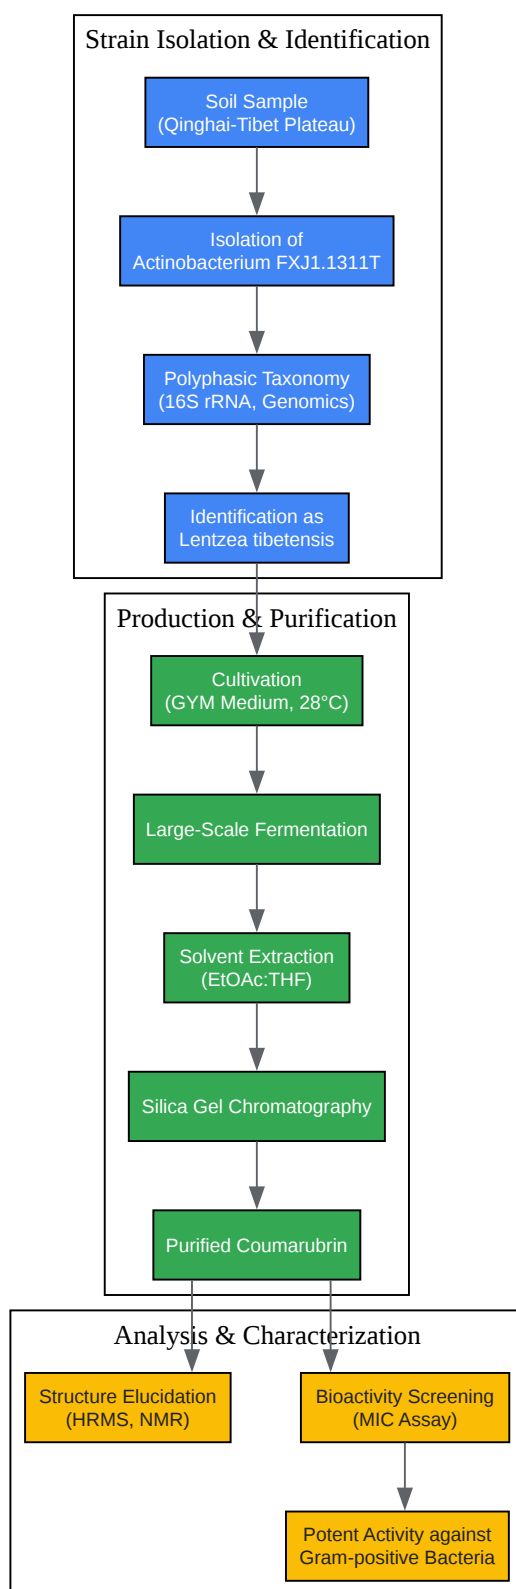 Strain Isolation & Identification
Soil Sample
(Qinghai-Tibet Plateau)
Isolation of
Actinobacterium FXJ1.1311T
Polyphasic Taxonomy
(16S rRNA, Genomics)
Identification as
Lentzea tibetensis
Production & Purification
Cultivation
(GYM Medium, 28°C)
Large-Scale Fermentation
Solvent Extraction
(EtOAc:THF)
Silica Gel Chromatography
Purified Coumarubrin
Analysis & Characterization
Structure Elucidation
(HRMS, NMR)
Bioactivity Screening
(MIC Assay)
Potent Activity against
Gram-positive Bacteria